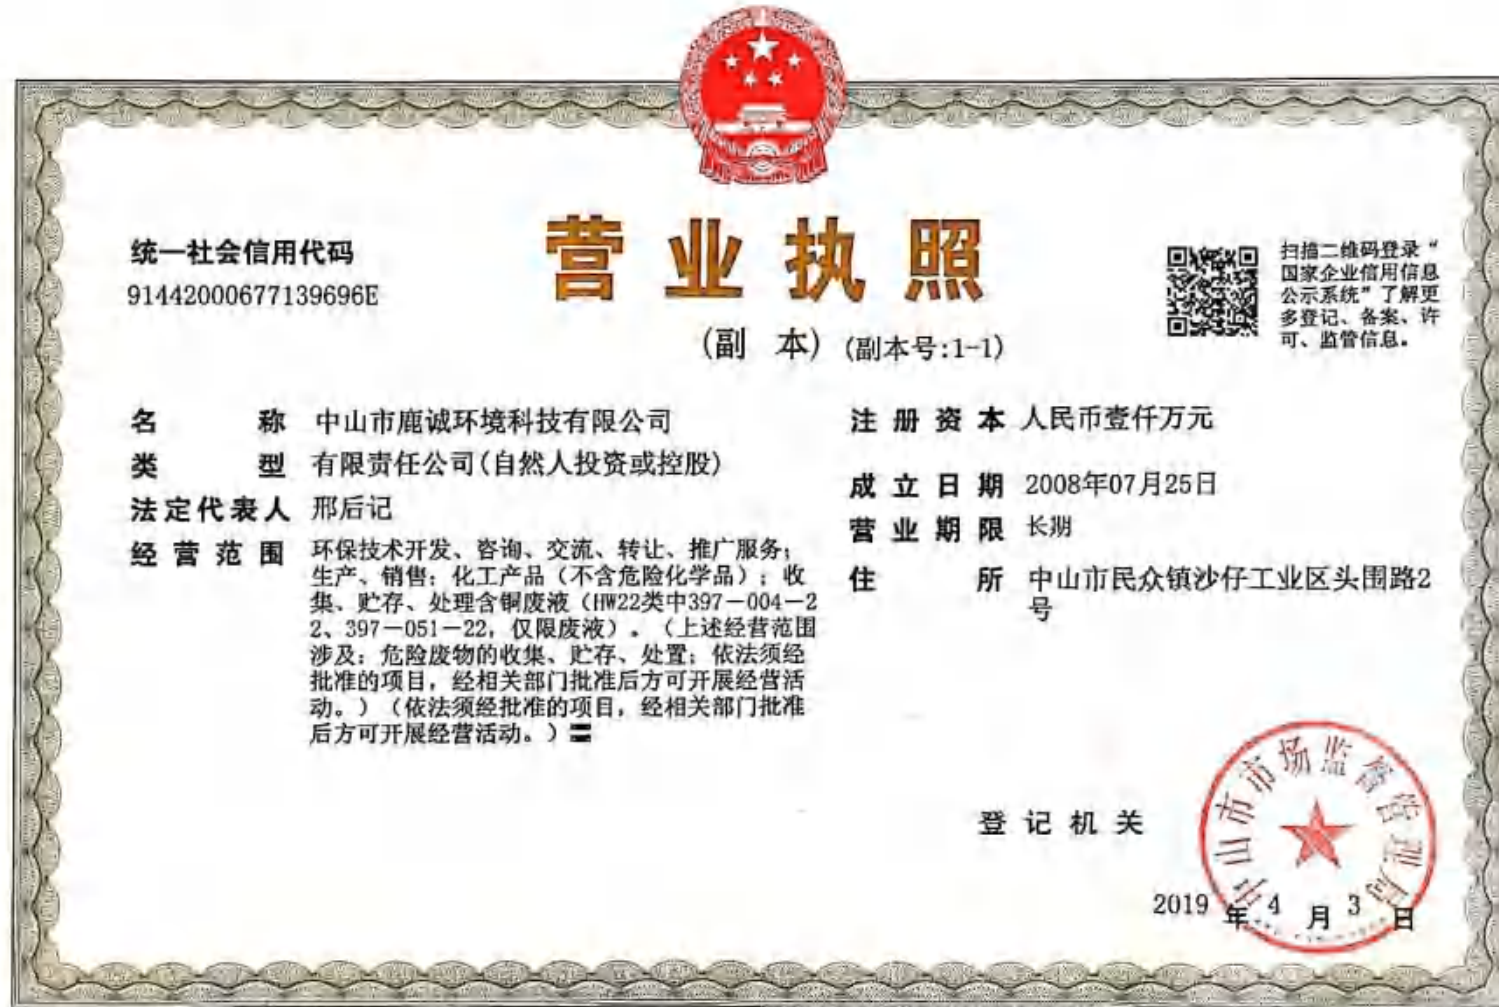 营业执照
(副 本) (副本号:1-1)
统一社会信用代码
91442000677139696E
扫描二维码登录“
国家企业信用信息
公示系统”了解更
多登记、备案、许
可、监管信息。
名 称 中山市鹿诚环境科技有限公司
类 型 有限责任公司(自然人投资或控股)
法定代表人 邢后记
经营范围 环保技术开发、咨询、交流、转让、推广服务;
生产、销售:化工产品(不含危险化学品);收
集、贮存、处理含铜废液(HW22类中397-004-2
2、397-051-22,仅限废液)。(上述经营范围
涉及:危险废物的收集、贮存、处置;依法须经
批准的项目,经相关部门批准后方可开展经营活
动。)(依法须经批准的项目,经相关部门批准
后方可开展经营活动。)〓
注册资本 人民币壹仟万元
成立日期 2008年07月25日
营业期限 长期
住 所 中山市民众镇沙仔工业区头围路2
号
登记机关
中山市市场监督管理局
2019 年 4 月 3 日